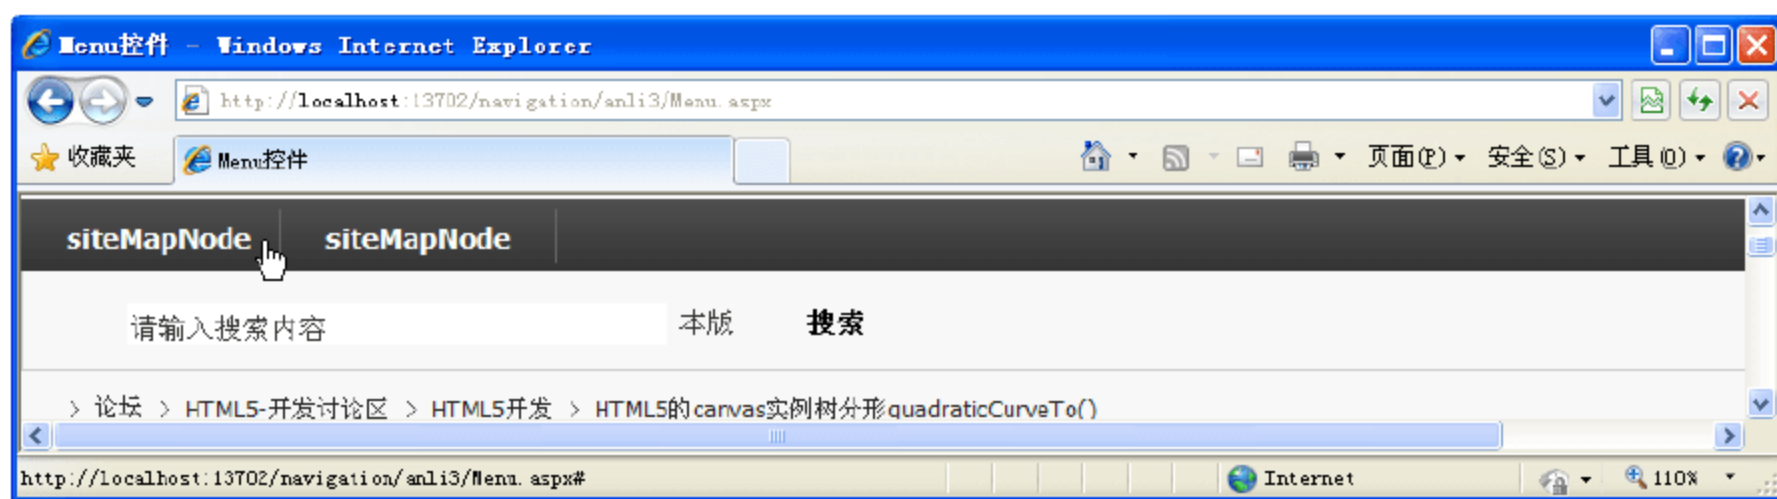 Menu控件 - Windows Internet Explorer
http://localhost:13702/navigation/anli3/Menu.aspx
收藏夹 Menu控件 页面(P) 安全(S) 工具(O)
siteMapNode siteMapNode
请输入搜索内容 本版 搜索
> 论坛 > HTML5-开发讨论区 > HTML5开发 > HTML5的canvas实例树分形quadraticCurveTo()
http://localhost:13702/navigation/anli3/Menu.aspx# Internet 110%